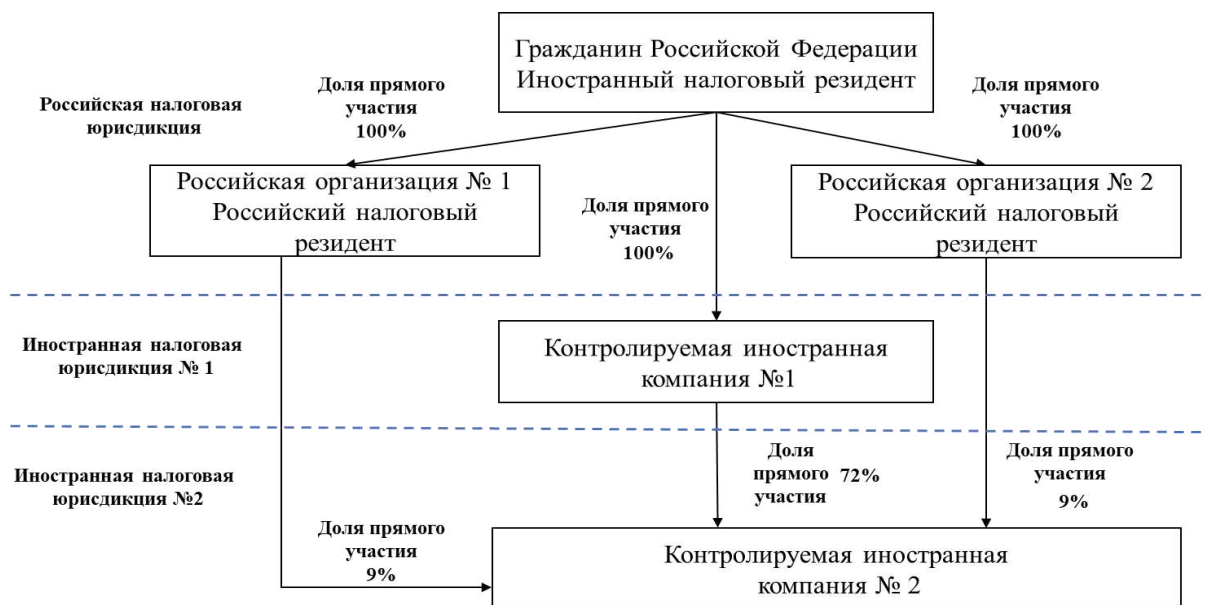 Гражданин Российской Федерации
Иностранный налоговый резидент
Российская налоговая
юрисдикция
Доля прямого
участия
100%
Доля прямого
участия
100%
Российская организация № 1
Российский налоговый
резидент
Доля прямого
участия
100%
Российская организация № 2
Российский налоговый
резидент
Иностранная налоговая
юрисдикция № 1
Контролируемая иностранная
компания №1
Иностранная налоговая
юрисдикция №2
Доля
прямого 72%
участия
Доля прямого
участия
9%
Доля прямого
участия
9%
Контролируемая иностранная
компания № 2